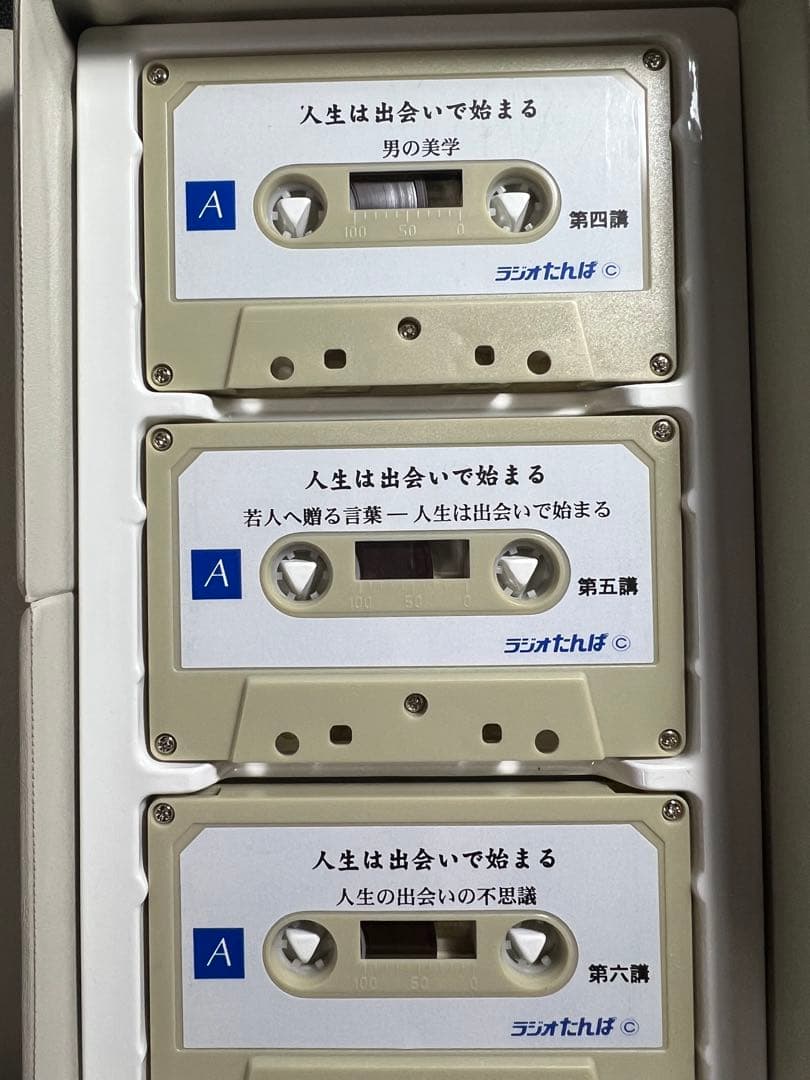 人生は出会いで始まる
男の美学
A
100 50 0
第四講
ラジオたんぱ©
人生は出会いで始まる
若人へ贈る言葉 ― 人生は出会いで始まる
A
100 50 0
第五講
ラジオたんぱ©
人生は出会いで始まる
人生の出会いの不思議
A
100 50 0
第六講
ラジオたんぱ©